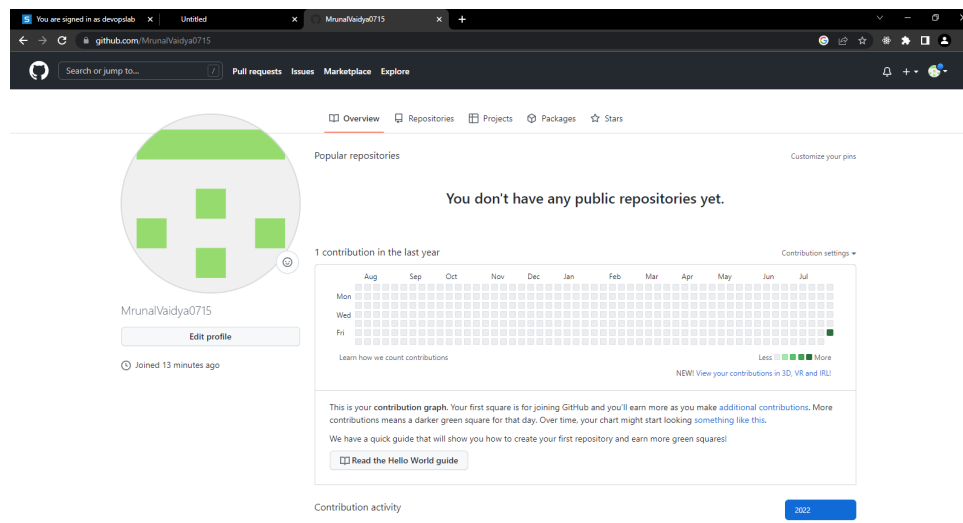 You are signed in as devopslab
Untitled
MrunalVaidya0715
github.com/MrunalVaidya0715
Search or jump to...
/
Pull requests Issues Marketplace Explore
Overview Repositories Projects Packages Stars
Popular repositories
Customize your pins
You don't have any public repositories yet.
1 contribution in the last year
Contribution settings
Aug Sep Oct Nov Dec Jan Feb Mar Apr May Jun Jul
Mon
Wed
Fri
Learn how we count contributions
Less More
NEW! View your contributions in 3D, VR and IRL!
MrunalVaidya0715
Edit profile
Joined 13 minutes ago
This is your contribution graph. Your first square is for joining GitHub and you'll earn more as you make additional contributions. More
contributions means a darker green square for that day. Over time, your chart might start looking something like this.
We have a quick guide that will show you how to create your first repository and earn more green squares!
Read the Hello World guide
Contribution activity
2022